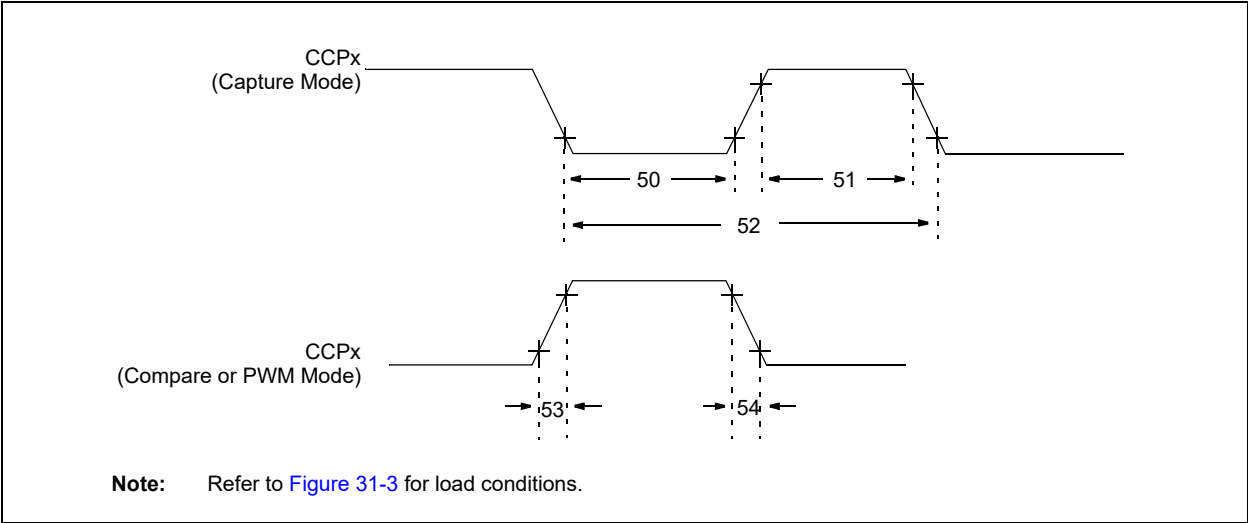 CCPx
(Capture Mode)
50
51
52
CCPx
(Compare or PWM Mode)
53
54
Note: Refer to Figure 31-3 for load conditions.